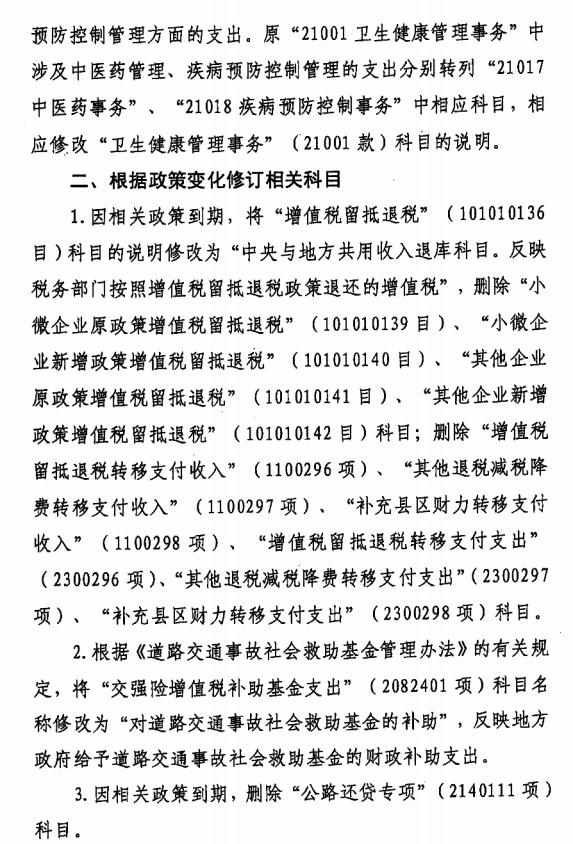 预防控制管理方面的支出。原“21001 卫生健康管理事务”中
涉及中医药管理、疾病预防控制管理的支出分别转列“21017
中医药事务”、“21018 疾病预防控制事务”中相应科目，相
应修改“卫生健康管理事务”（21001 款）科目的说明。
二、根据政策变化修订相关科目
1.因相关政策到期，将“增值税留抵退税”（101010136
目）科目的说明修改为“中央与地方共用收入退库科目。反映
税务部门按照增值税留抵退税政策退还的增值税”，删除“小
微企业原政策增值税留抵退税”（101010139 目）、“小微企
业新增政策增值税留抵退税”（101010140 目）、“其他企业
原政策增值税留抵退税”（101010141 目）、“其他企业新增
政策增值税留抵退税”（101010142 目）科目；删除“增值税
留抵退税转移支付收入”（1100296 项）、“其他退税减税降
费转移支付收入”（1100297 项）、“补充县区财力转移支付
收入”（1100298 项）、“增值税留抵退税转移支付支出”
（2300296 项）、“其他退税减税降费转移支付支出”（2300297
项）、“补充县区财力转移支付支出”（2300298 项）科目。
2.根据《道路交通事故社会救助基金管理办法》的有关规
定，将“交强险增值税补助基金支出”（2082401 项）科目名
称修改为“对道路交通事故社会救助基金的补助”，反映地方
政府给予道路交通事故社会救助基金的财政补助支出。
3.因相关政策到期，删除“公路还贷专项”（2140111 项）
科目。